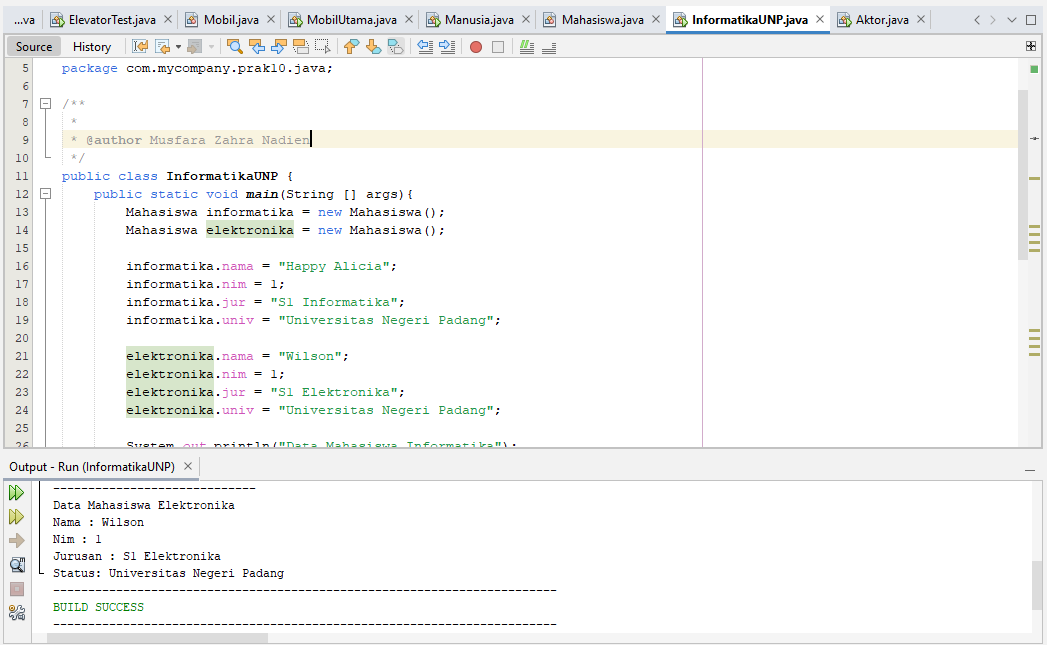 ...va ElevatorTest.java Mobil.java MobilUtama.java Manusia.java Mahasiswa.java InformatikaUNP.java Aktor.java
Source History
5 package com.mycompany.prak10.java;
6
7 /**
8 *
9 * @author Musfara Zahra Nadien
10 */
11 public class InformatikaUNP {
12 public static void main(String [] args){
13 Mahasiswa informatika = new Mahasiswa();
14 Mahasiswa elektronika = new Mahasiswa();
15
16 informatika.nama = "Happy Alicia";
17 informatika.nim = 1;
18 informatika.jur = "S1 Informatika";
19 informatika.univ = "Universitas Negeri Padang";
20
21 elektronika.nama = "Wilson";
22 elektronika.nim = 1;
23 elektronika.jur = "S1 Elektronika";
24 elektronika.univ = "Universitas Negeri Padang";
25
26 System.out.println("Data Mahasiswa Informatika");
Output - Run (InformatikaUNP)
-----------------------------
Data Mahasiswa Elektronika
Nama : Wilson
Nim : 1
Jurusan : S1 Elektronika
Status: Universitas Negeri Padang
------------------------------------------------------------------------
BUILD SUCCESS
------------------------------------------------------------------------